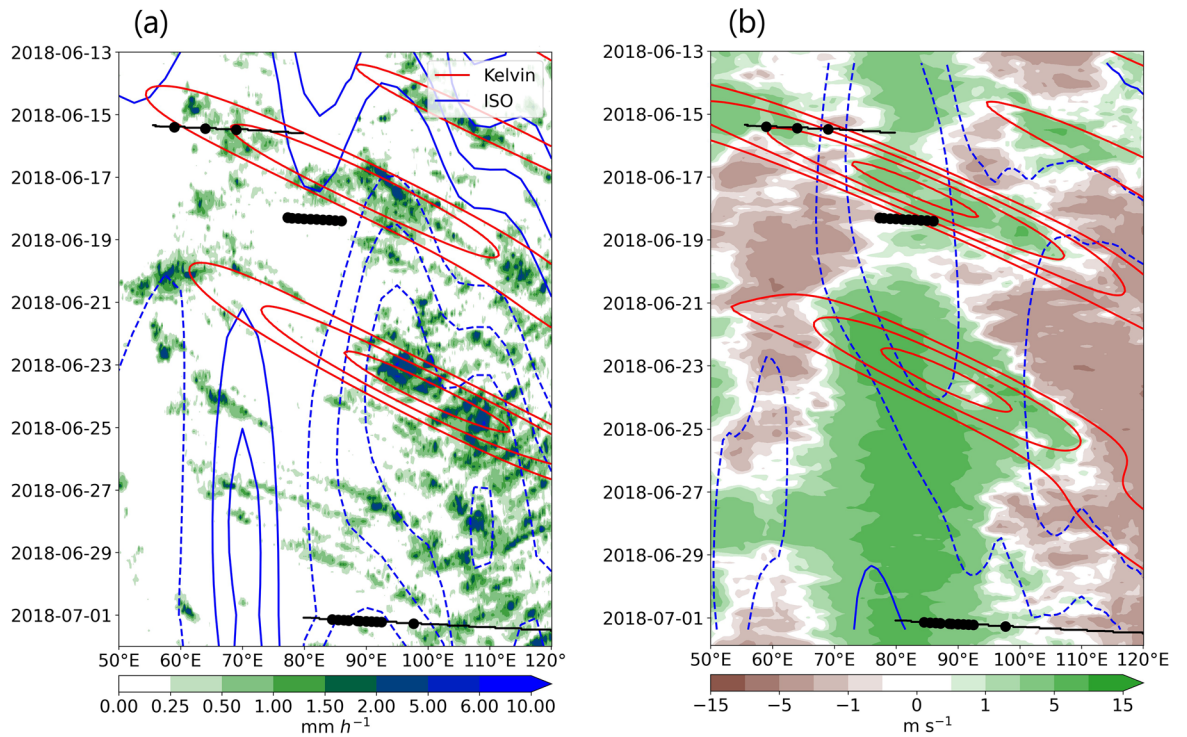 (a)
2018-06-13
2018-06-15
2018-06-17
2018-06-19
2018-06-21
2018-06-23
2018-06-25
2018-06-27
2018-06-29
2018-07-01
Kelvin
ISO
50°E 60°E 70°E 80°E 90°E 100°E 110°E 120°
0.00 0.25 0.50 1.00 1.50 2.00 5.00 6.00 10.00
mm h⁻¹
(b)
2018-06-13
2018-06-15
2018-06-17
2018-06-19
2018-06-21
2018-06-23
2018-06-25
2018-06-27
2018-06-29
2018-07-01
50°E 60°E 70°E 80°E 90°E 100°E 110°E 120°E
−15 −5 −1 0 1 5 15
m s⁻¹